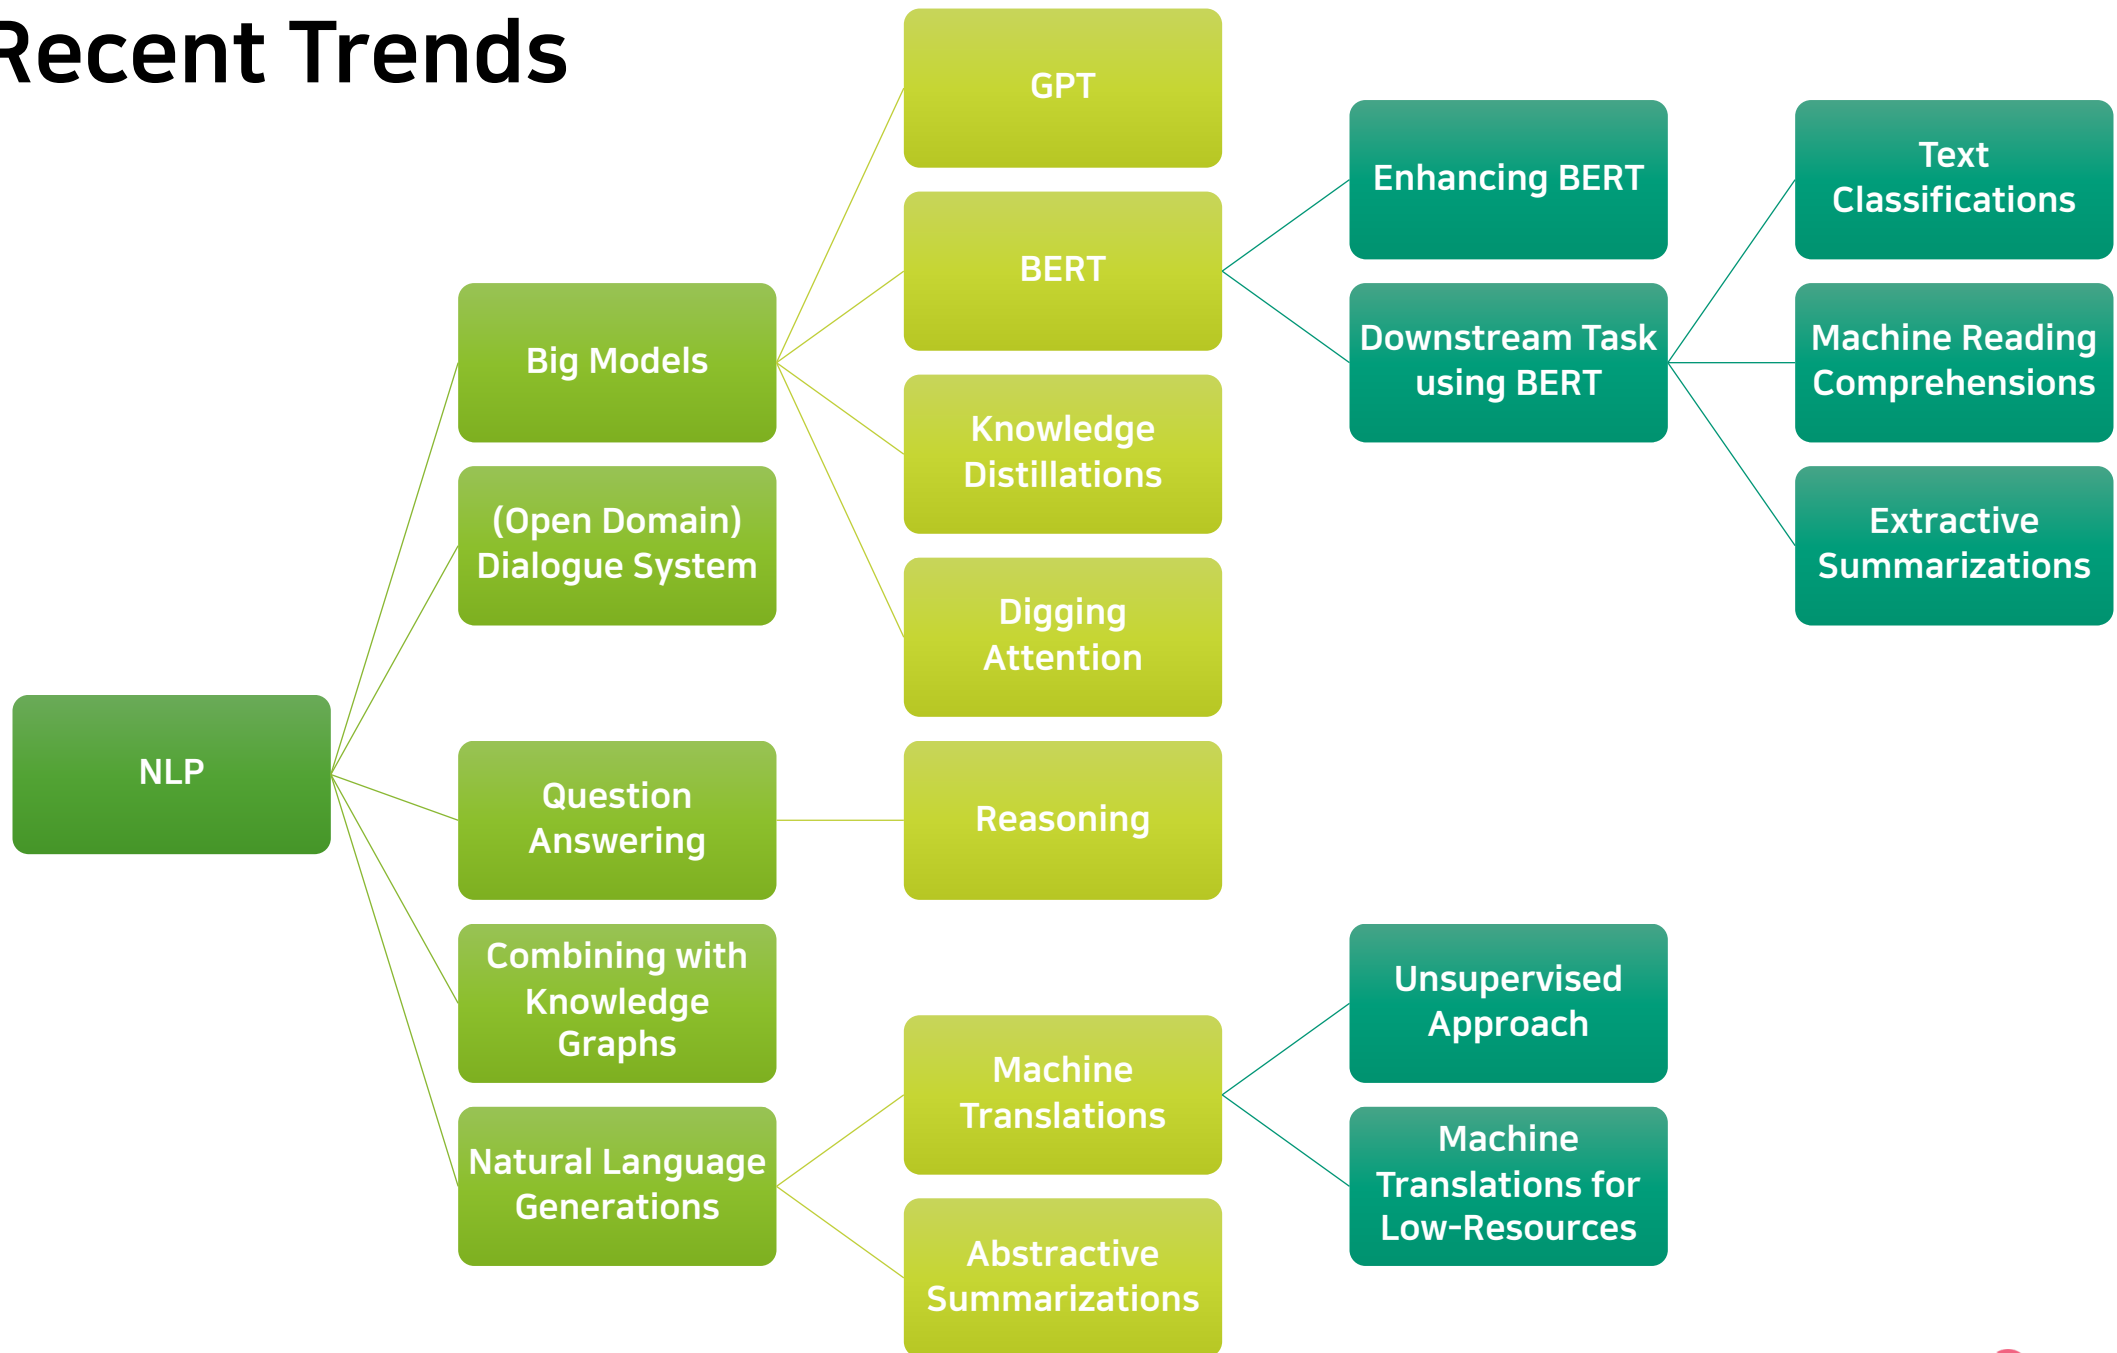 Recent Trends
GPT
Enhancing BERT
Text
Classifications
BERT
Big Models
Downstream Task
using BERT
Machine Reading
Comprehensions
Knowledge
Distillations
(Open Domain)
Dialogue System
Extractive
Summarizations
Digging
Attention
NLP
Question
Answering
Reasoning
Combining with
Knowledge
Graphs
Unsupervised
Approach
Machine
Translations
Natural Language
Generations
Machine
Translations for
Low-Resources
Abstractive
Summarizations